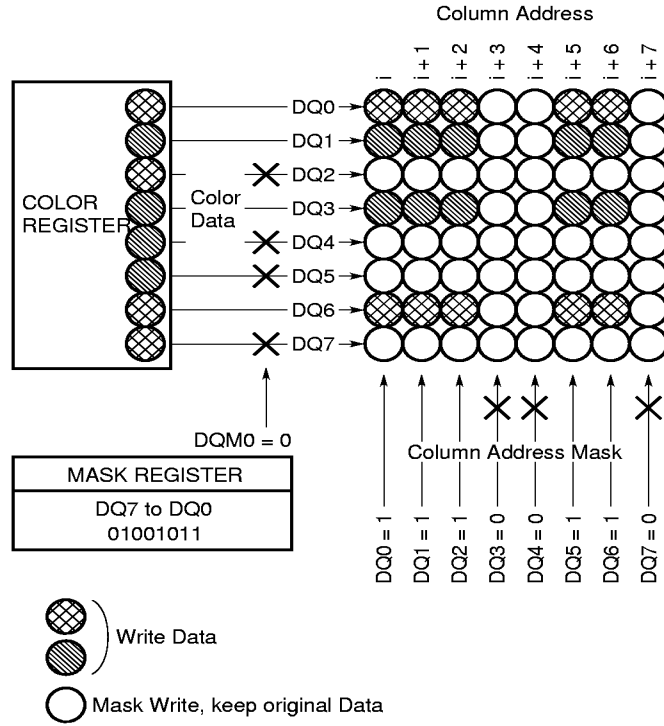 Column Address
i
i + 1
i + 2
i + 3
i + 4
i + 5
i + 6
i + 7
COLOR
REGISTER
Color
Data
DQ0
DQ1
DQ2
DQ3
DQ4
DQ5
DQ6
DQ7
DQM0 = 0
Column Address Mask
MASK REGISTER
DQ7 to DQ0
01001011
DQ0 = 1
DQ1 = 1
DQ2 = 1
DQ3 = 0
DQ4 = 0
DQ5 = 1
DQ6 = 1
DQ7 = 0
Write Data
Mask Write, keep original Data